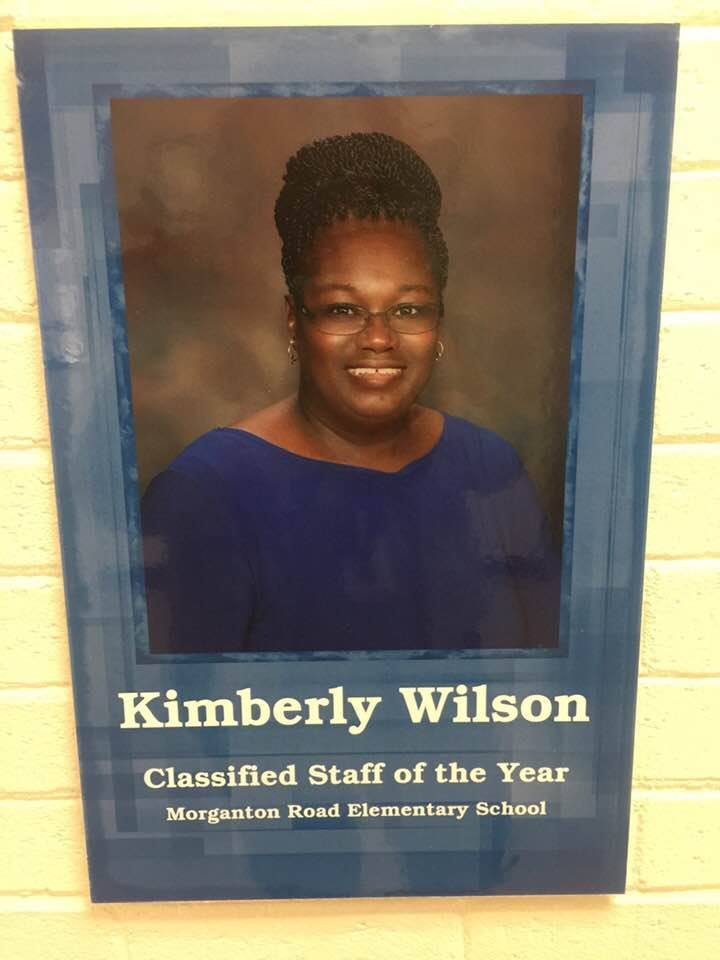 Kimberly Wilson
Classified Staff of the Year
Morganton Road Elementary School